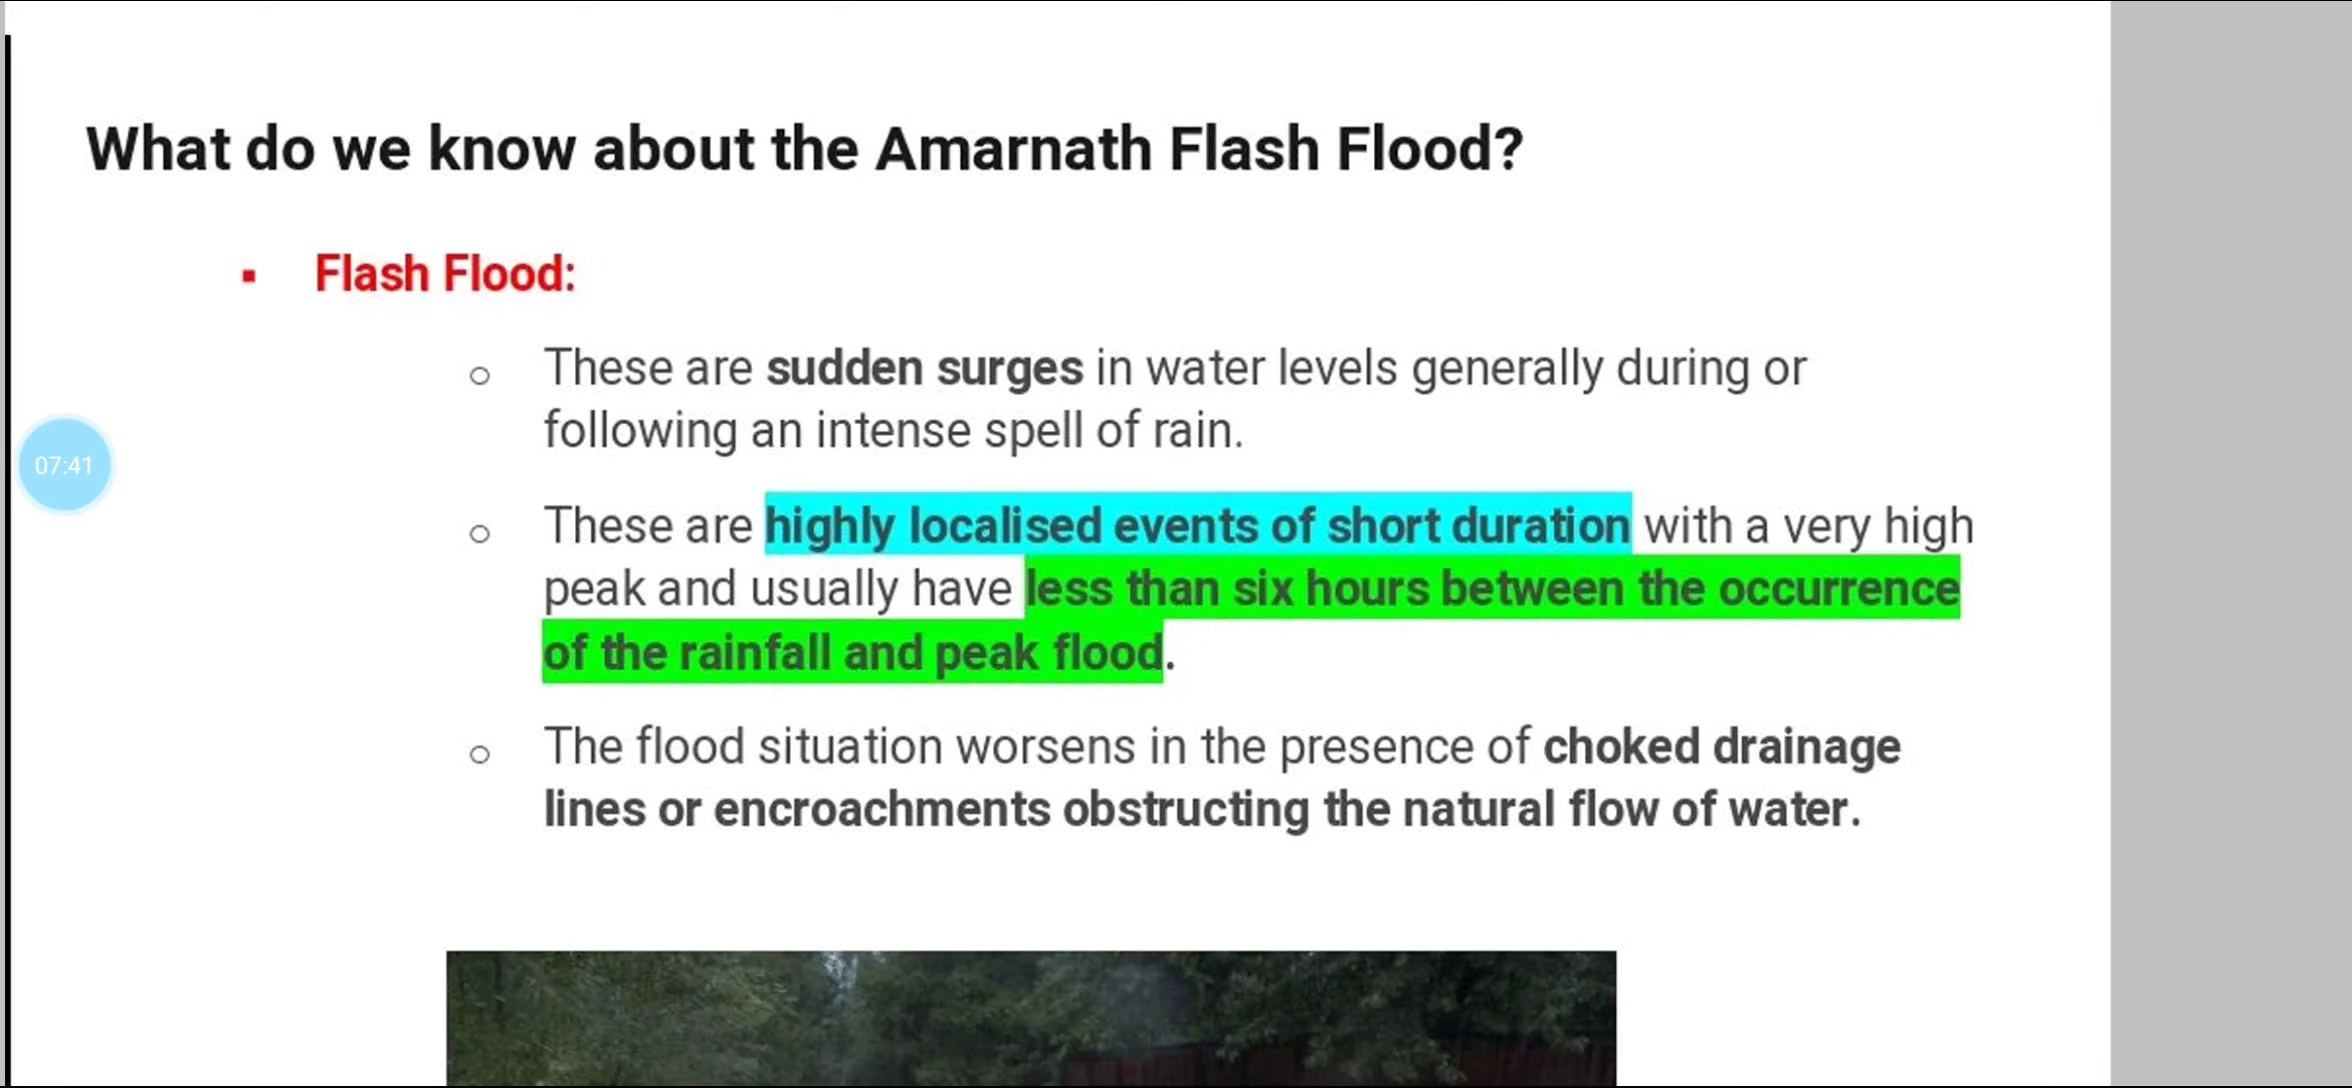 What do we know about the Amarnath Flash Flood?
▪ Flash Flood:
○ These are sudden surges in water levels generally during or
following an intense spell of rain.
07:41
○ These are highly localised events of short duration with a very high
peak and usually have less than six hours between the occurrence
of the rainfall and peak flood.
○ The flood situation worsens in the presence of choked drainage
lines or encroachments obstructing the natural flow of water.